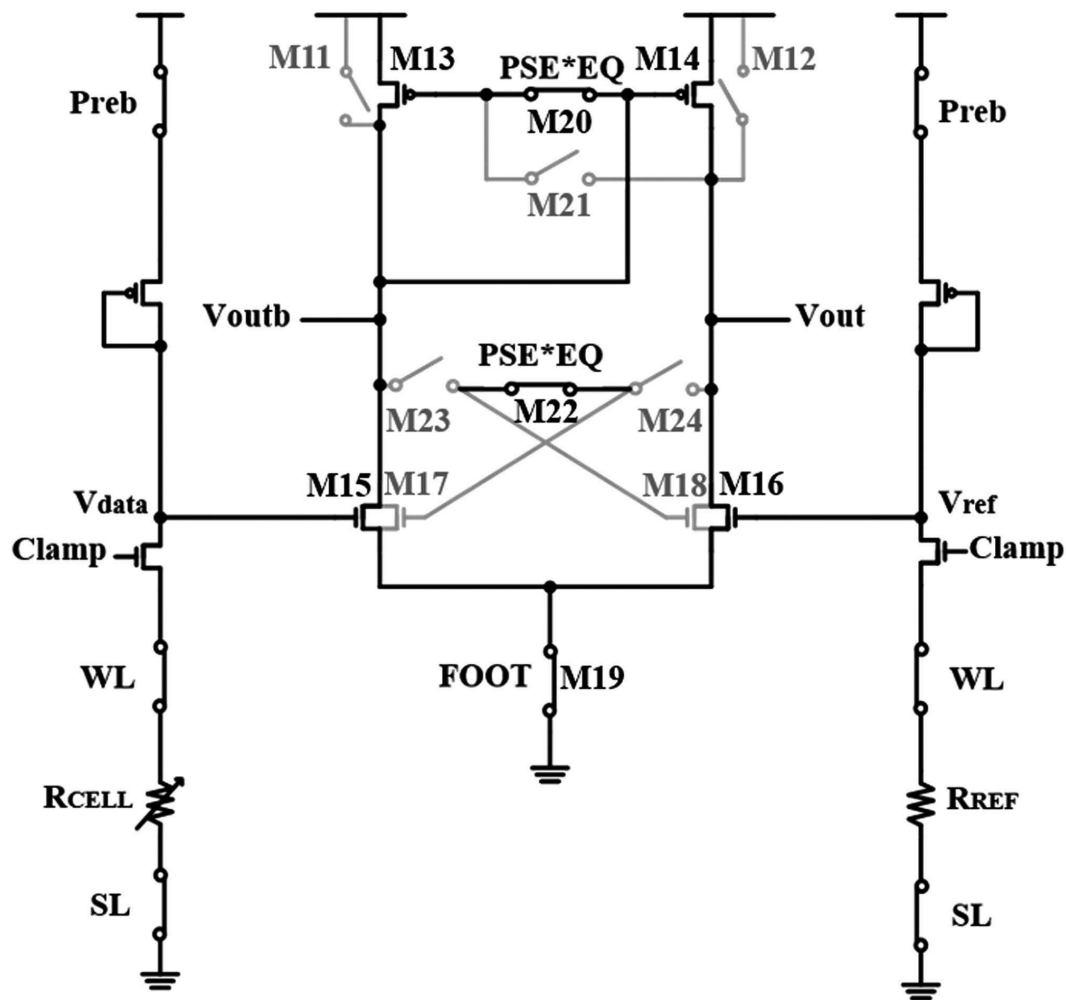 M11
M13
PSE*EQ
M14
M12
Preb
M20
Preb
M21
Voutb
Vout
PSE*EQ
M23
M22
M24
M15
M17
M18
M16
Vdata
Vref
Clamp
Clamp
WL
FOOT
M19
WL
RCELL
RREF
SL
SL